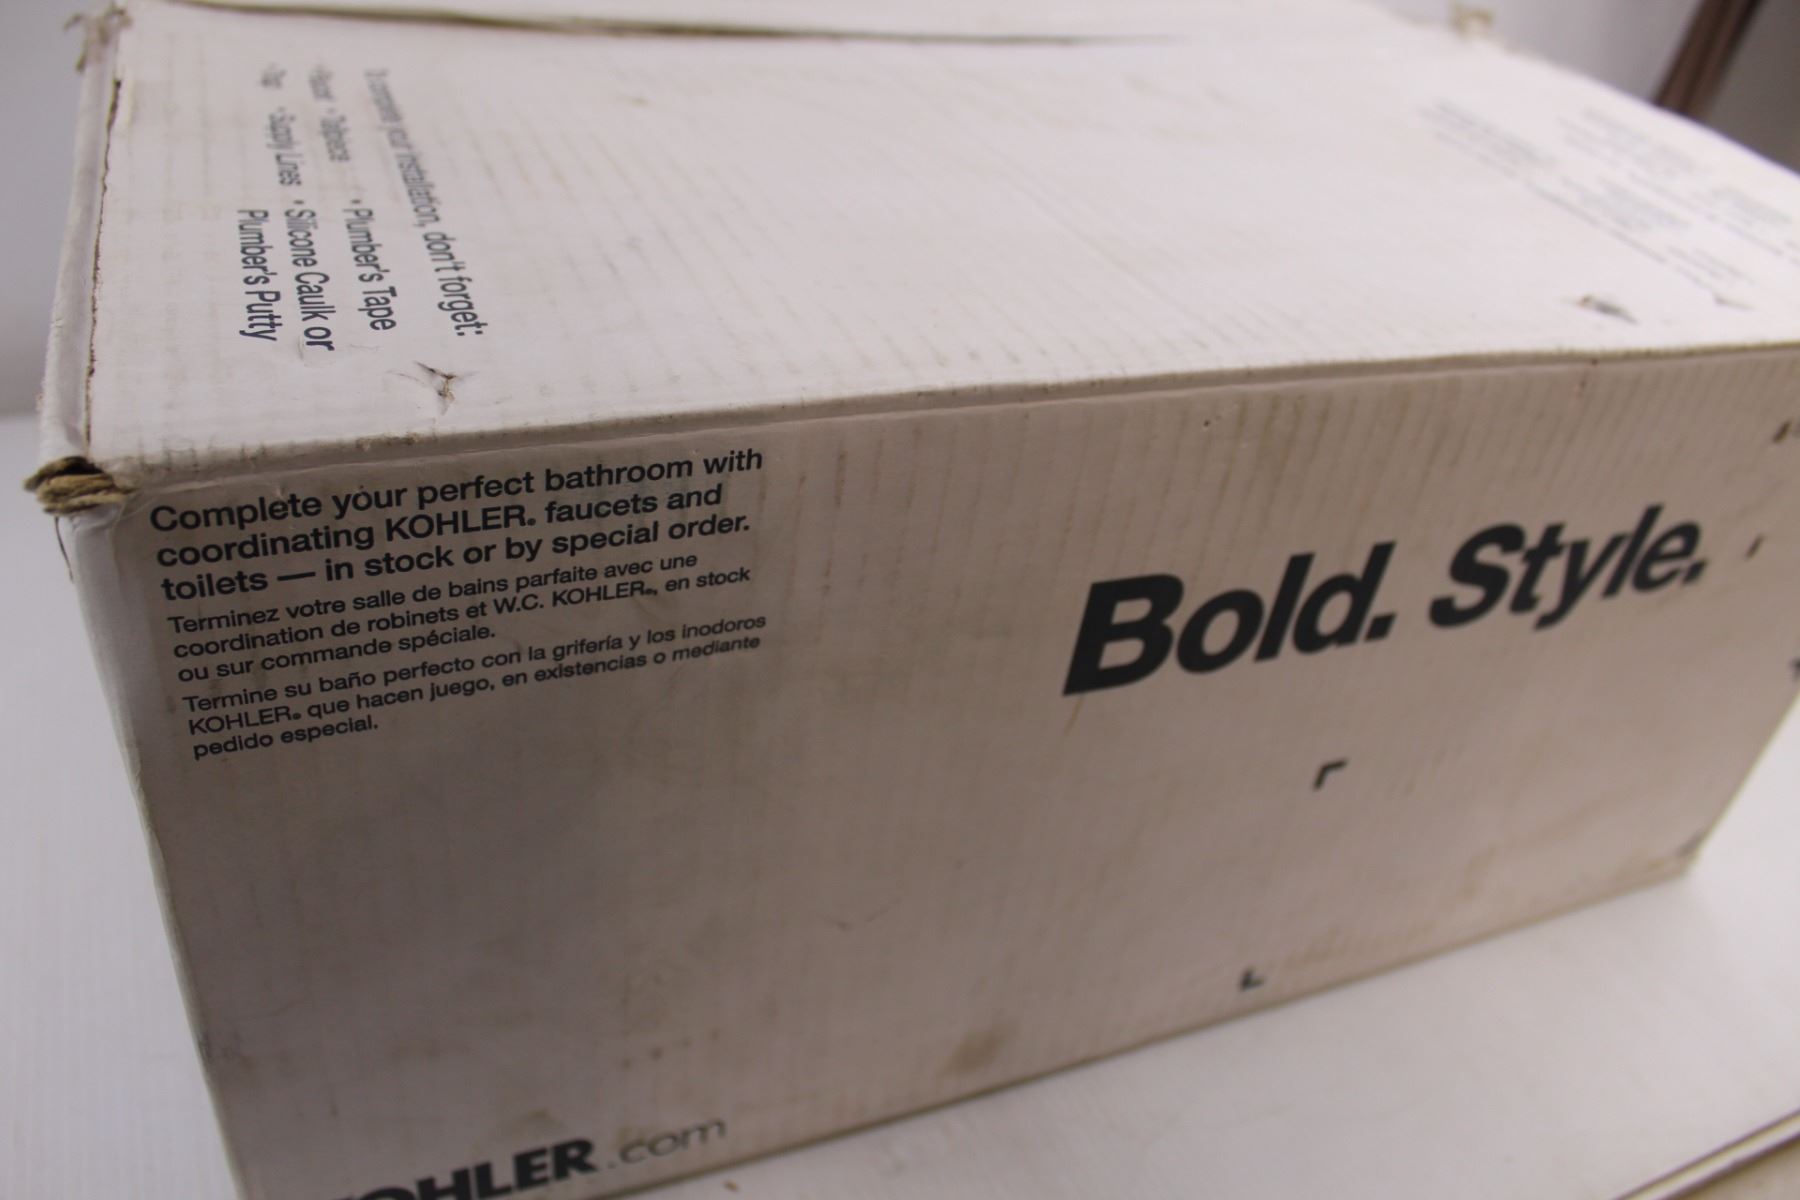 To complete your installation, don't forget:
• Faucet • Tailpiece • Plumber's Tape
• Trap • Supply Lines • Silicone Caulk or
Plumber's Putty
Complete your perfect bathroom with
coordinating KOHLER® faucets and
toilets — in stock or by special order.
Terminez votre salle de bains parfaite avec une
coordination de robinets et W.C. KOHLER®, en stock
ou sur commande spéciale.
Termine su baño perfecto con la grifería y los inodoros
KOHLER® que hacen juego, en existencias o mediante
pedido especial.
Bold. Style.
KOHLER.com